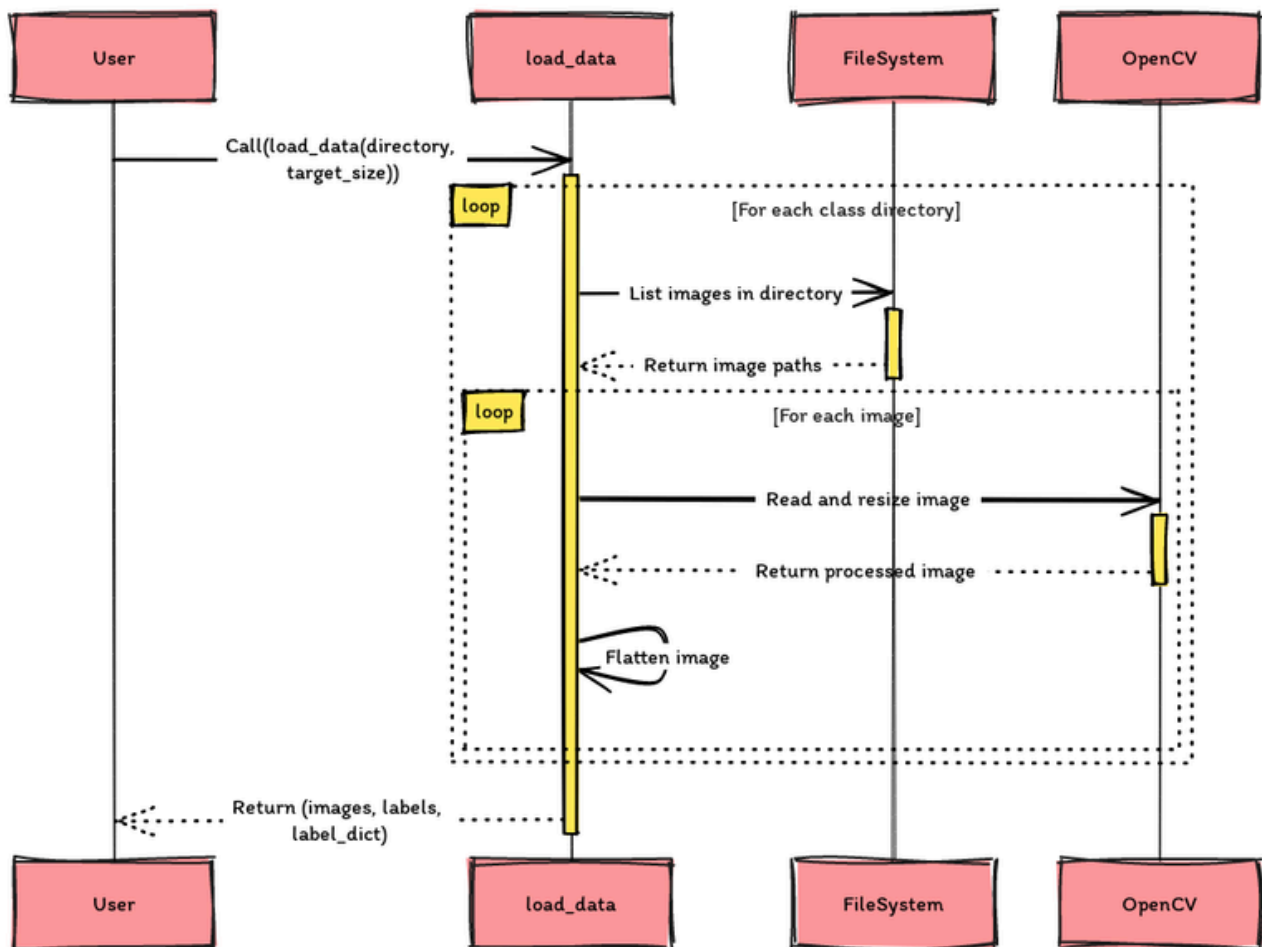 User
load_data
FileSystem
OpenCV
Call(load_data(directory,
target_size))
loop
[For each class directory]
List images in directory
Return image paths
loop
[For each image]
Read and resize image
Return processed image
Flatten image
Return (images, labels,
label_dict)
User
load_data
FileSystem
OpenCV